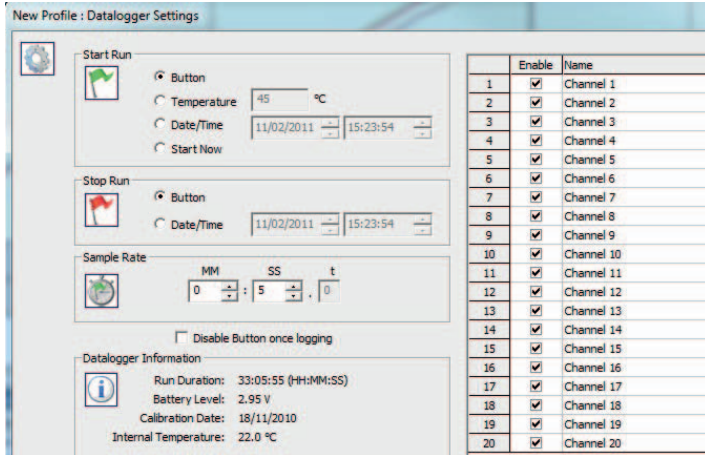 New Profile : Datalogger Settings
Start Run
Button
Temperature 45 °C
Date/Time 11/02/2011 15:23:54
Start Now
Stop Run
Button
Date/Time 11/02/2011 15:23:54
Sample Rate
MM SS t
0 : 5 . 0
Disable Button once logging
Datalogger Information
Run Duration: 33:05:55 (HH:MM:SS)
Battery Level: 2.95 V
Calibration Date: 18/11/2010
Internal Temperature: 22.0 °C
Enable Name
1 Channel 1
2 Channel 2
3 Channel 3
4 Channel 4
5 Channel 5
6 Channel 6
7 Channel 7
8 Channel 8
9 Channel 9
10 Channel 10
11 Channel 11
12 Channel 12
13 Channel 13
14 Channel 14
15 Channel 15
16 Channel 16
17 Channel 17
18 Channel 18
19 Channel 19
20 Channel 20